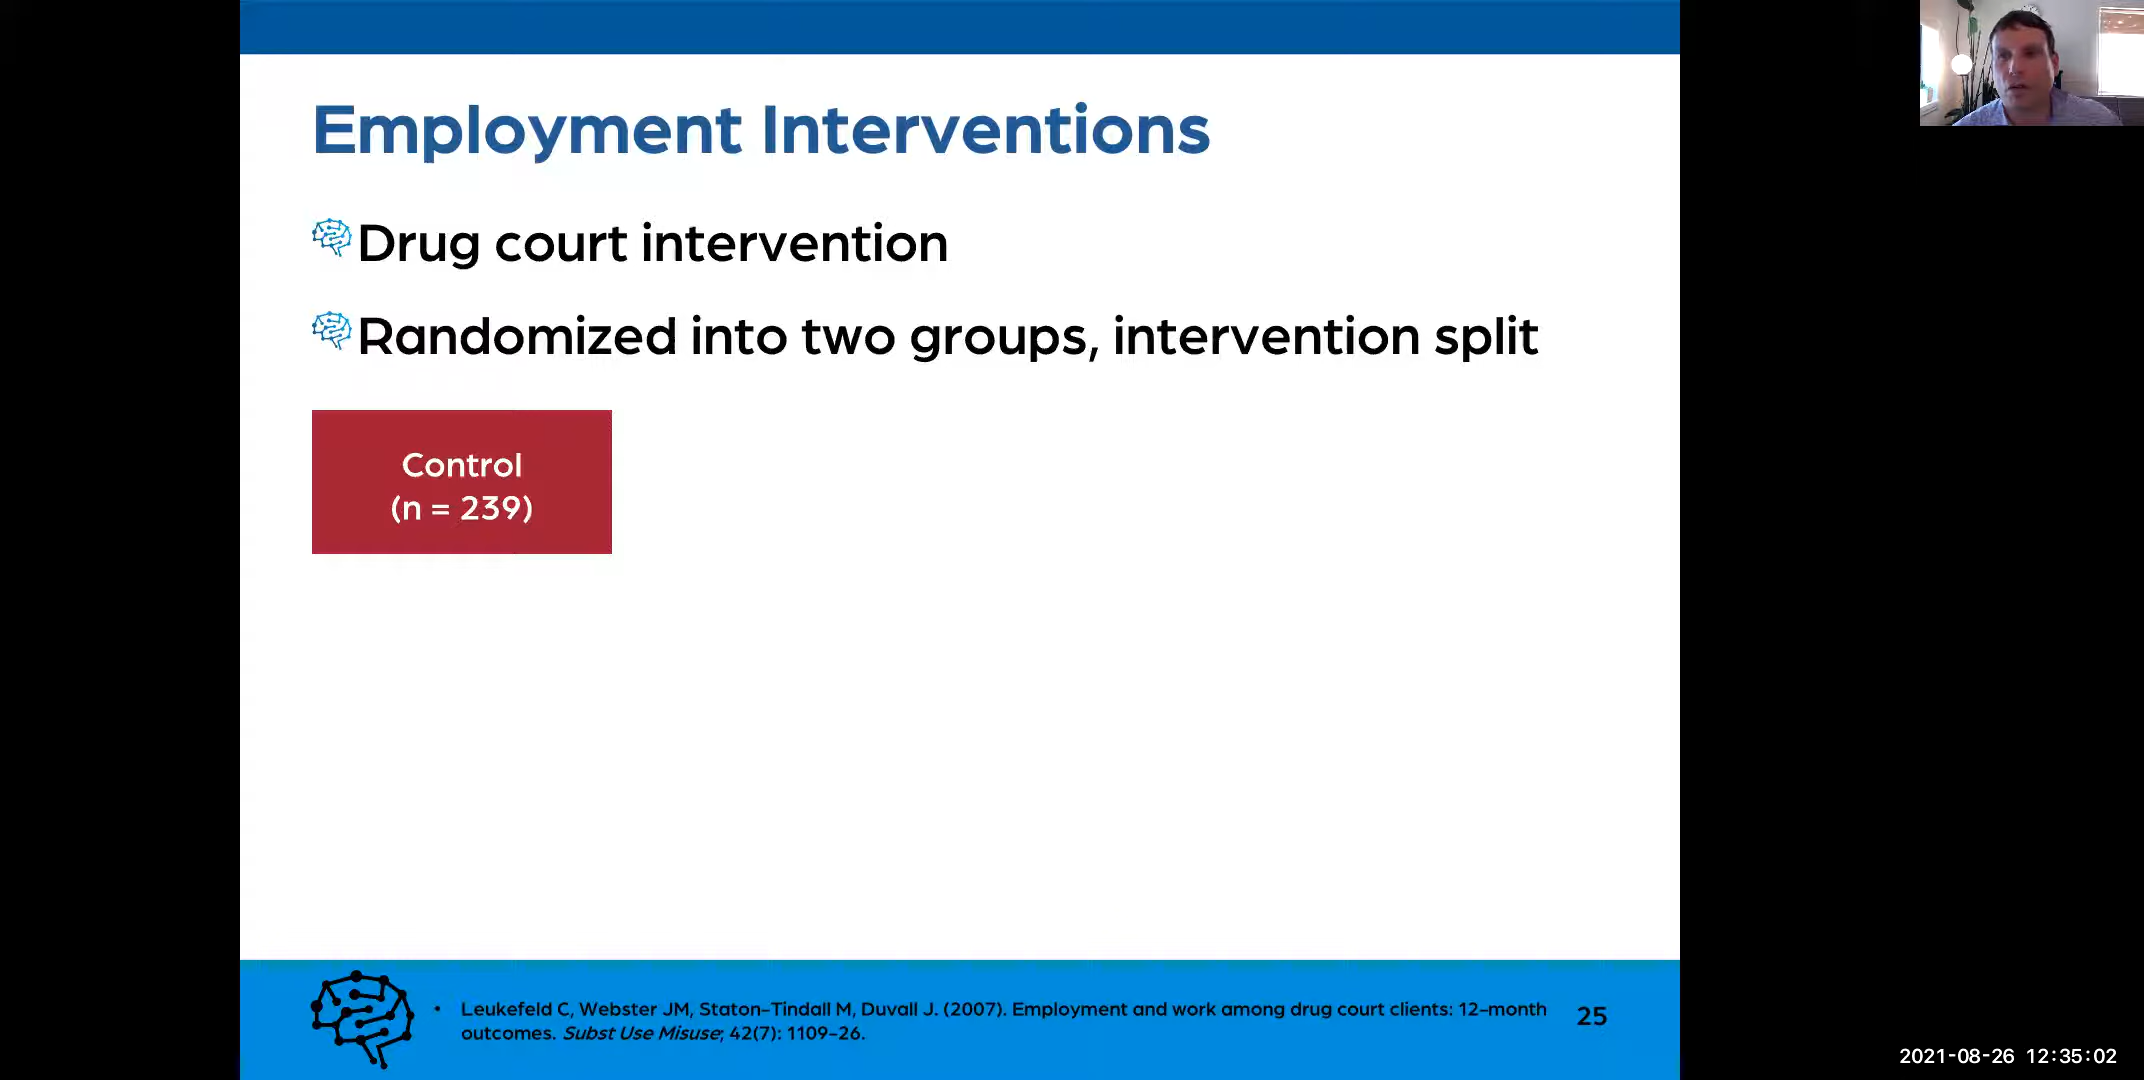 Employment Interventions
Drug court intervention
Randomized into two groups, intervention split
Control
(n = 239)
• Leukefeld C, Webster JM, Staton-Tindall M, Duvall J. (2007). Employment and work among drug court clients: 12-month
outcomes. Subst Use Misuse; 42(7): 1109-26.
25
2021-08-26 12:35:02